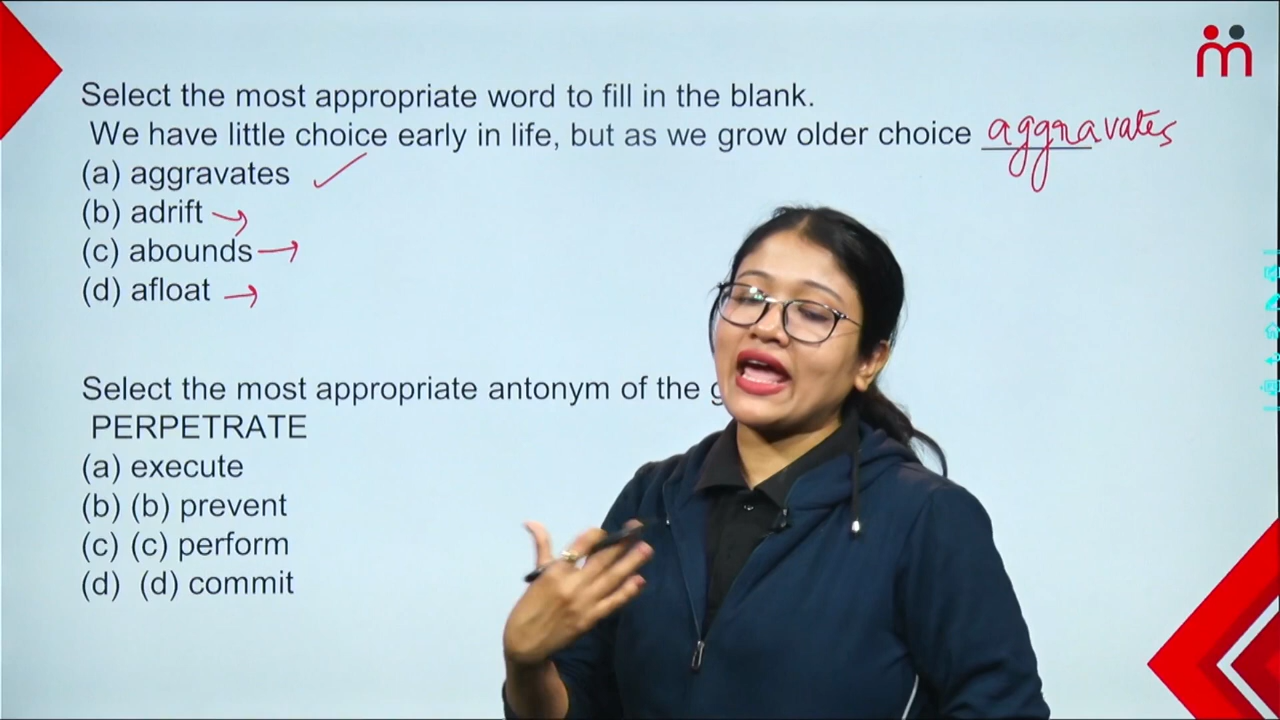 Select the most appropriate word to fill in the blank.
We have little choice early in life, but as we grow older choice aggravates
(a) aggravates
(b) adrift
(c) abounds
(d) afloat
Select the most appropriate antonym of the
PERPETRATE
(a) execute
(b) (b) prevent
(c) (c) perform
(d) (d) commit